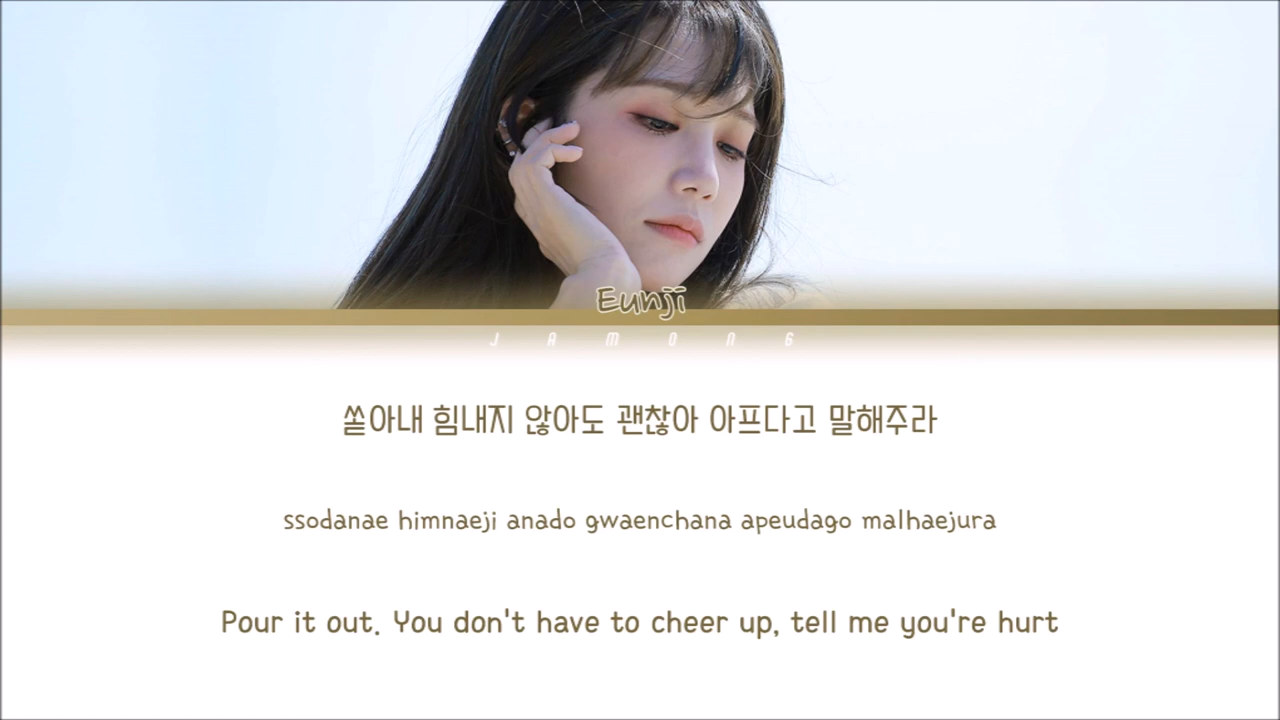 Eunji
JAMONG
쏟아내 힘내지 않아도 괜찮아 아프다고 말해주라
ssodanae himnaeji anado gwaenchana apeudago malhaejura
Pour it out. You don't have to cheer up, tell me you're hurt